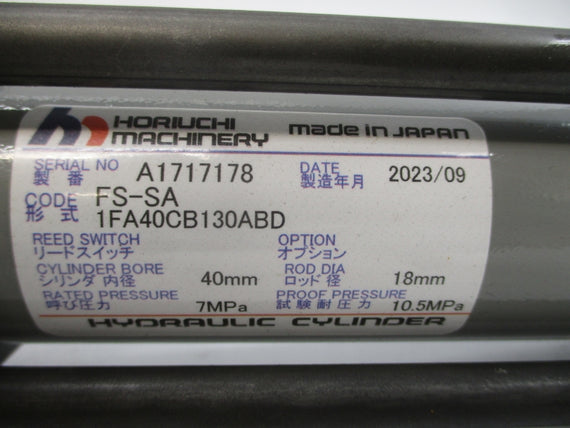 HORIUCHI
MACHINERY made in JAPAN
SERIAL NO
製 番 A1717178 DATE
製造年月 2023/09
CODE FS-SA
形 式 1FA40CB130ABD
REED SWITCH OPTION
リードスイッチ オプション
CYLINDER BORE ROD DIA
シリンダ 内径 40mm ロッド 径 18mm
RATED PRESSURE PROOF PRESSURE
呼び圧力 7MPa 試験耐圧力 10.5MPa
HYDRAULIC CYLINDER